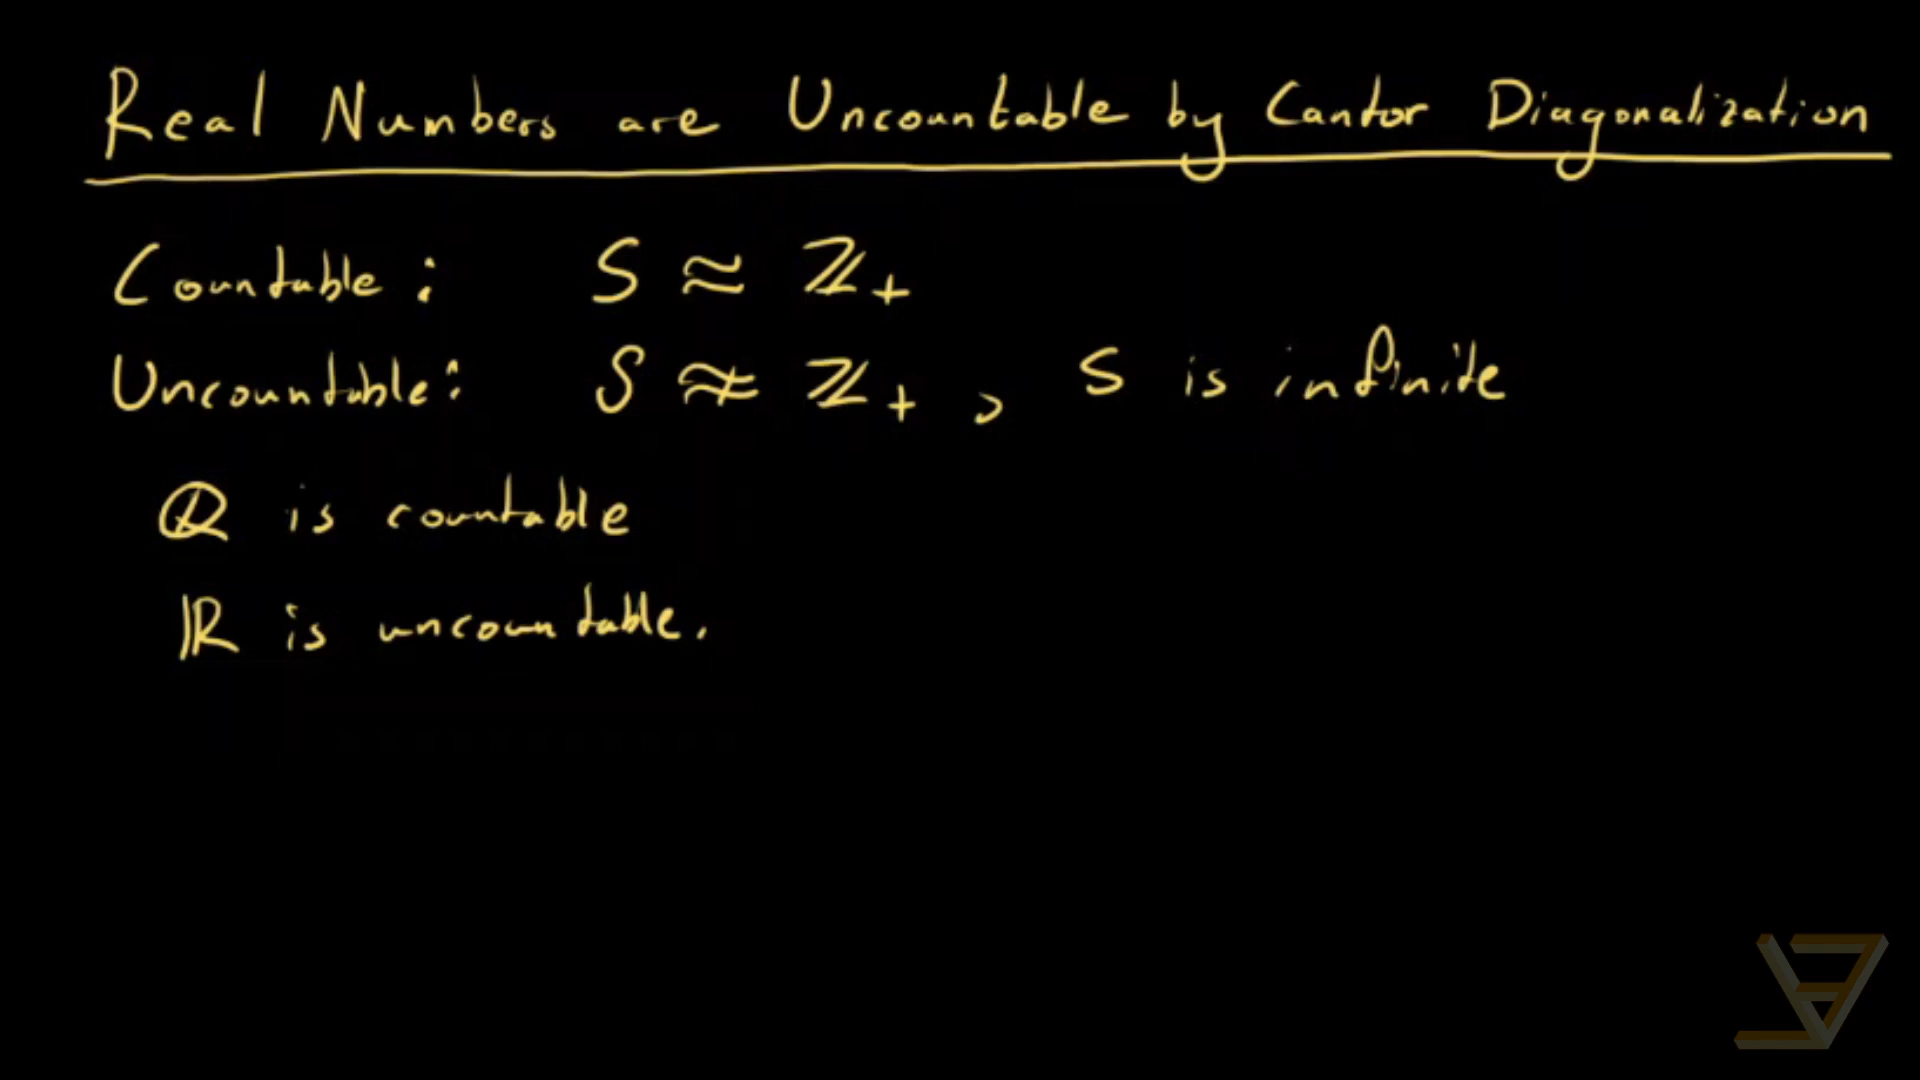 Real Numbers are Uncountable by Cantor Diagonalization
Countable: S ≈ ℤ₊
Uncountable: S ≉ ℤ₊, S is infinite
ℚ is countable
ℝ is uncountable.